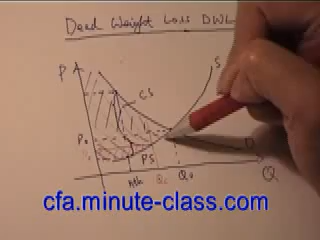 Dead Weight Loss DWL
P
S
CS
P₀
PS
D
Q₀
Q
cfa.minute-class.com